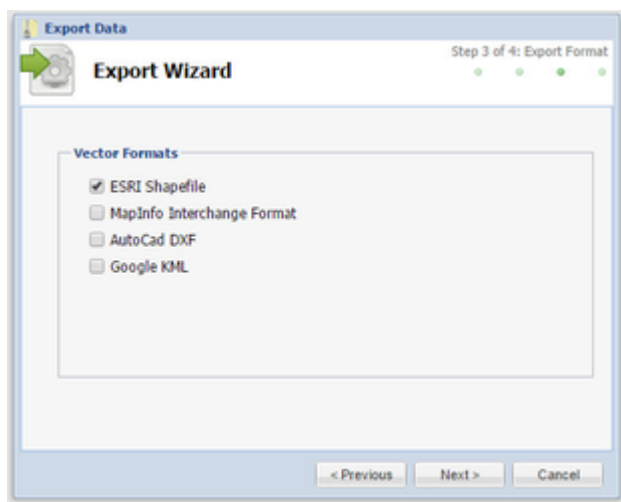 Export Data
Export Wizard
Step 3 of 4: Export Format
Vector Formats
ESRI Shapefile
MapInfo Interchange Format
AutoCad DXF
Google KML
< Previous
Next >
Cancel